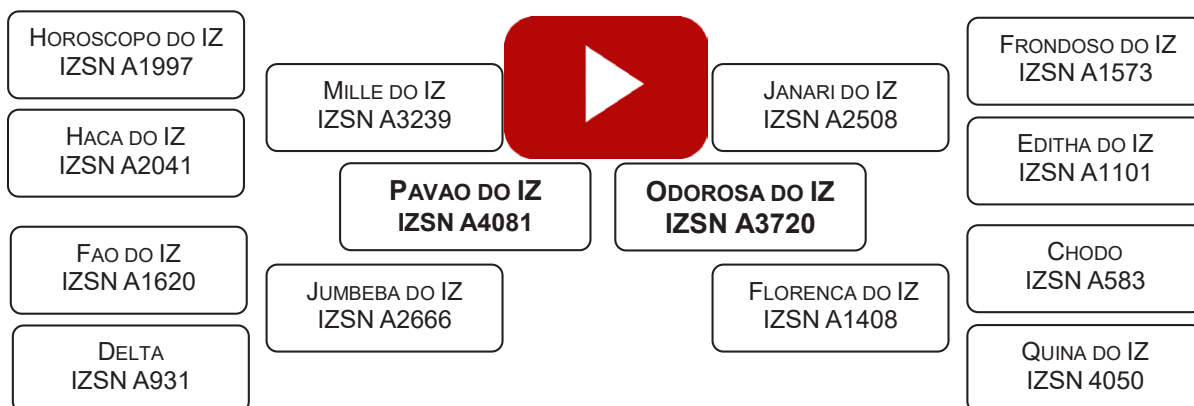 HOROSCOPO DO IZ
IZSN A1997
HACA DO IZ
IZSN A2041
FAO DO IZ
IZSN A1620
DELTA
IZSN A931
MILLE DO IZ
IZSN A3239
JUMBEBA DO IZ
IZSN A2666
PAVAO DO IZ
IZSN A4081
ODOROSA DO IZ
IZSN A3720
JANARI DO IZ
IZSN A2508
FLORENCA DO IZ
IZSN A1408
FRONDOSO DO IZ
IZSN A1573
EDITHA DO IZ
IZSN A1101
CHODO
IZSN A583
QUINA DO IZ
IZSN 4050